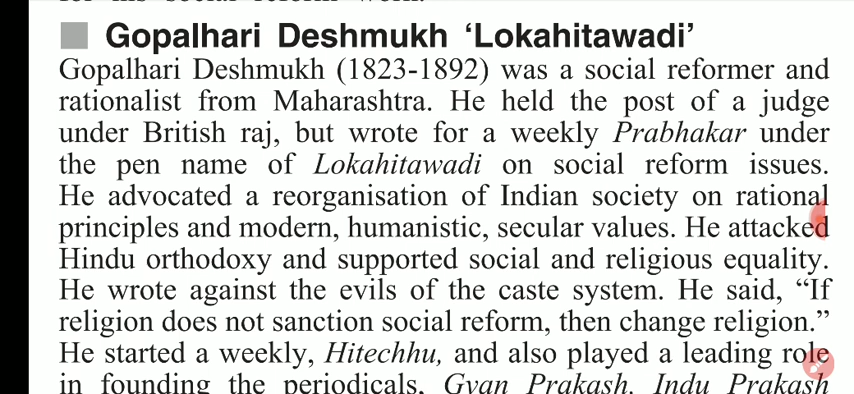 Gopalhari Deshmukh ‘Lokahitawadi’
Gopalhari Deshmukh (1823-1892) was a social reformer and
rationalist from Maharashtra. He held the post of a judge
under British raj, but wrote for a weekly Prabhakar under
the pen name of Lokahitawadi on social reform issues.
He advocated a reorganisation of Indian society on rational
principles and modern, humanistic, secular values. He attacked
Hindu orthodoxy and supported social and religious equality.
He wrote against the evils of the caste system. He said, “If
religion does not sanction social reform, then change religion.”
He started a weekly, Hitechhu, and also played a leading role
in founding the periodicals, Gyan Prakash, Indu Prakash